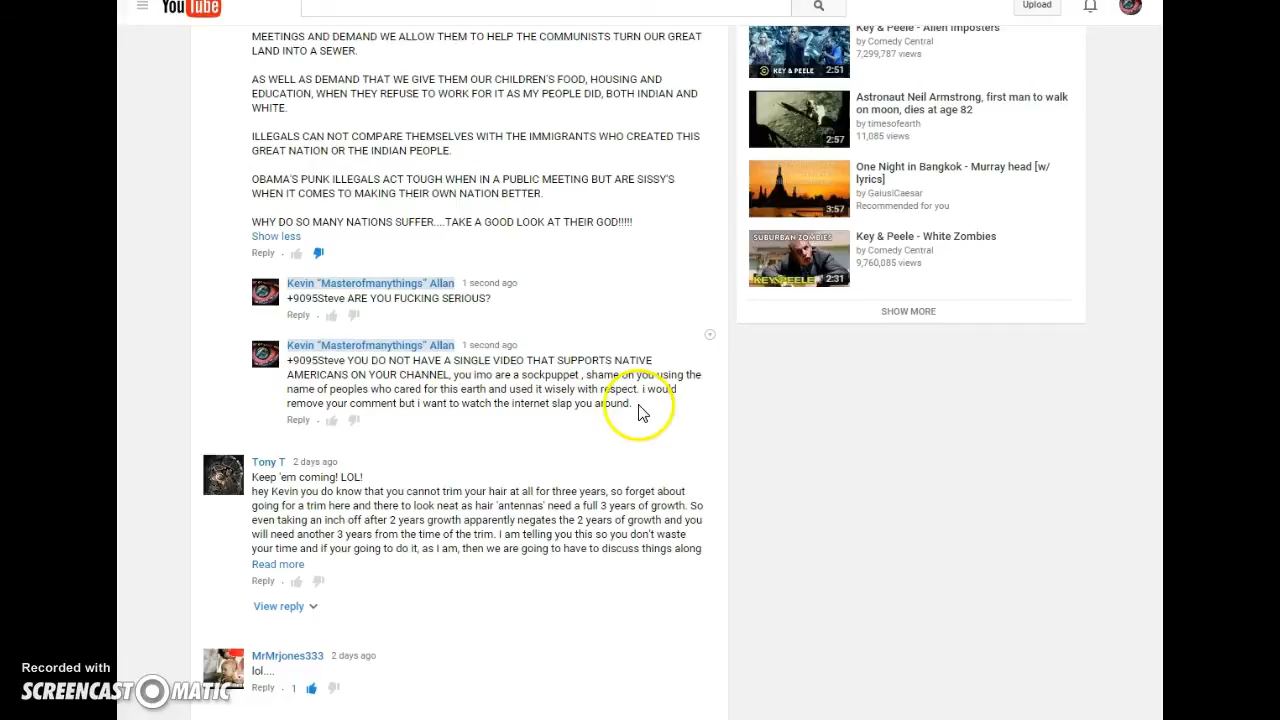 YouTube
Upload
MEETINGS AND DEMAND WE ALLOW THEM TO HELP THE COMMUNISTS TURN OUR GREAT
LAND INTO A SEWER.
AS WELL AS DEMAND THAT WE GIVE THEM OUR CHILDREN'S FOOD, HOUSING AND
EDUCATION, WHEN THEY REFUSE TO WORK FOR IT AS MY PEOPLE DID, BOTH INDIAN AND
WHITE.
ILLEGALS CAN NOT COMPARE THEMSELVES WITH THE IMMIGRANTS WHO CREATED THIS
GREAT NATION OR THE INDIAN PEOPLE.
OBAMA'S PUNK ILLEGALS ACT TOUGH WHEN IN A PUBLIC MEETING BUT ARE SISSY'S
WHEN IT COMES TO MAKING THEIR OWN NATION BETTER.
WHY DO SO MANY NATIONS SUFFER....TAKE A GOOD LOOK AT THEIR GOD!!!!!
Show less
Reply
Kevin "Masterofmanythings" Allan 1 second ago
+9095Steve ARE YOU FUCKING SERIOUS?
Reply
Kevin "Masterofmanythings" Allan 1 second ago
+9095Steve YOU DO NOT HAVE A SINGLE VIDEO THAT SUPPORTS NATIVE
AMERICANS ON YOUR CHANNEL, you imo are a sockpuppet , shame on you using the
name of peoples who cared for this earth and used it wisely with respect. i would
remove your comment but i want to watch the internet slap you around.
Reply
Tony T 2 days ago
Keep 'em coming! LOL!
hey Kevin you do know that you cannot trim your hair at all for three years, so forget about
going for a trim here and there to look neat as hair 'antennas' need a full 3 years of growth. So
even taking an inch off after 2 years growth apparently negates the 2 years of growth and you
will need another 3 years from the time of the trim. I am telling you this so you don't waste
your time and if your going to do it, as I am, then we are going to have to discuss things along
Read more
Reply
View reply
MrMrjones333 2 days ago
lol....
Reply . 1
Key & Peele - Alien Imposters
by Comedy Central
7,299,787 views
KEY & PEELE
2:51
Astronaut Neil Armstrong, first man to walk
on moon, dies at age 82
by timesofearth
11,085 views
2:57
One Night in Bangkok - Murray head [w/
lyrics]
by GaiusICaesar
Recommended for you
3:57
Key & Peele - White Zombies
by Comedy Central
9,760,085 views
SUBURBAN ZOMBIES
KEY & PEELE
2:31
SHOW MORE
Recorded with
SCREENCAST-O-MATIC